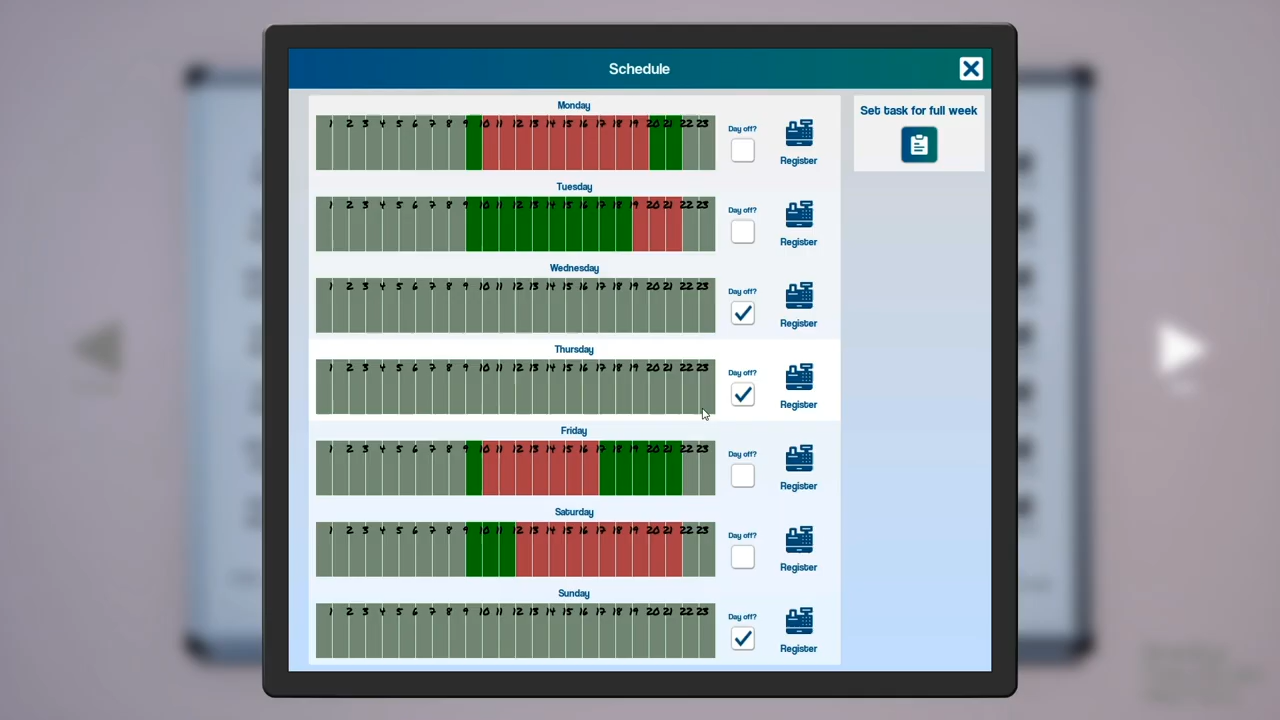 Schedule
Set task for full week
Monday
1 2 3 4 5 6 7 8 9 10 11 12 13 14 15 16 17 18 19 20 21 22 23
Day off?
Register
Tuesday
1 2 3 4 5 6 7 8 9 10 11 12 13 14 15 16 17 18 19 20 21 22 23
Day off?
Register
Wednesday
1 2 3 4 5 6 7 8 9 10 11 12 13 14 15 16 17 18 19 20 21 22 23
Day off?
Register
Thursday
1 2 3 4 5 6 7 8 9 10 11 12 13 14 15 16 17 18 19 20 21 22 23
Day off?
Register
Friday
1 2 3 4 5 6 7 8 9 10 11 12 13 14 15 16 17 18 19 20 21 22 23
Day off?
Register
Saturday
1 2 3 4 5 6 7 8 9 10 11 12 13 14 15 16 17 18 19 20 21 22 23
Day off?
Register
Sunday
1 2 3 4 5 6 7 8 9 10 11 12 13 14 15 16 17 18 19 20 21 22 23
Day off?
Register